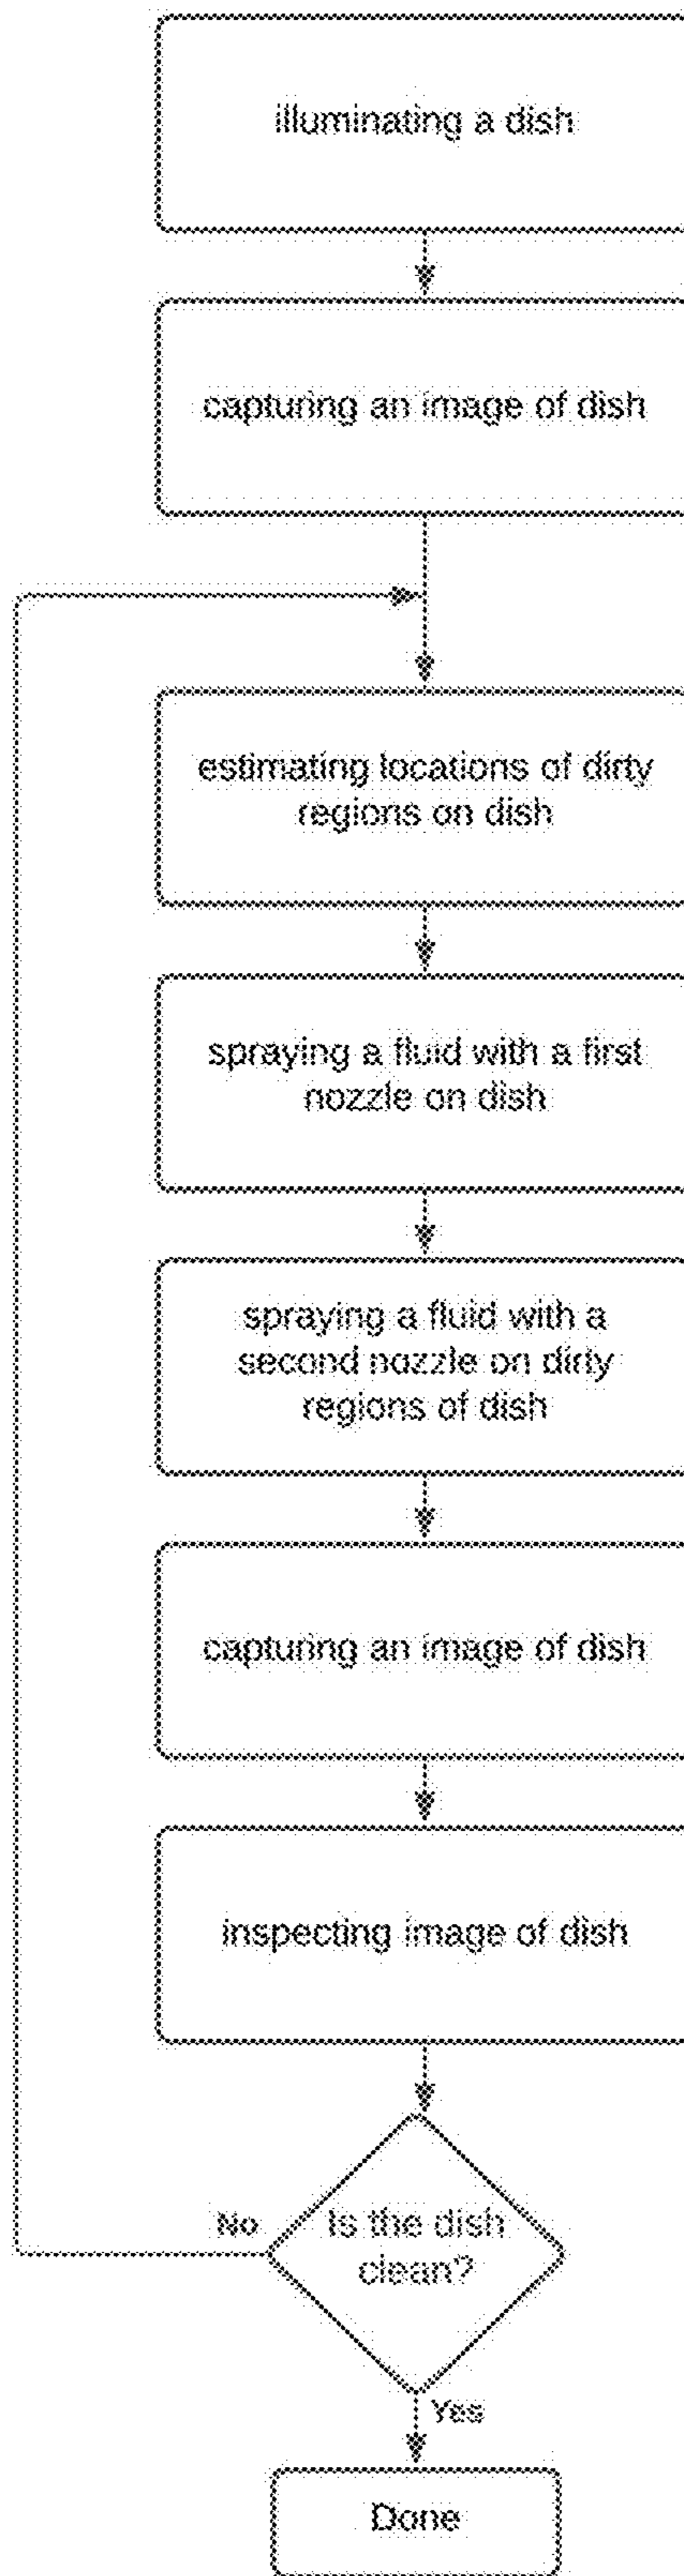 illuminating a dish
capturing an image of dish
estimating locations of dirty
regions on dish
spraying a fluid with a first
nozzle on dish
spraying a fluid with a
second nozzle on dirty
regions of dish
capturing an image of dish
inspecting image of dish
No
Is the dish
clean?
Yes
Done